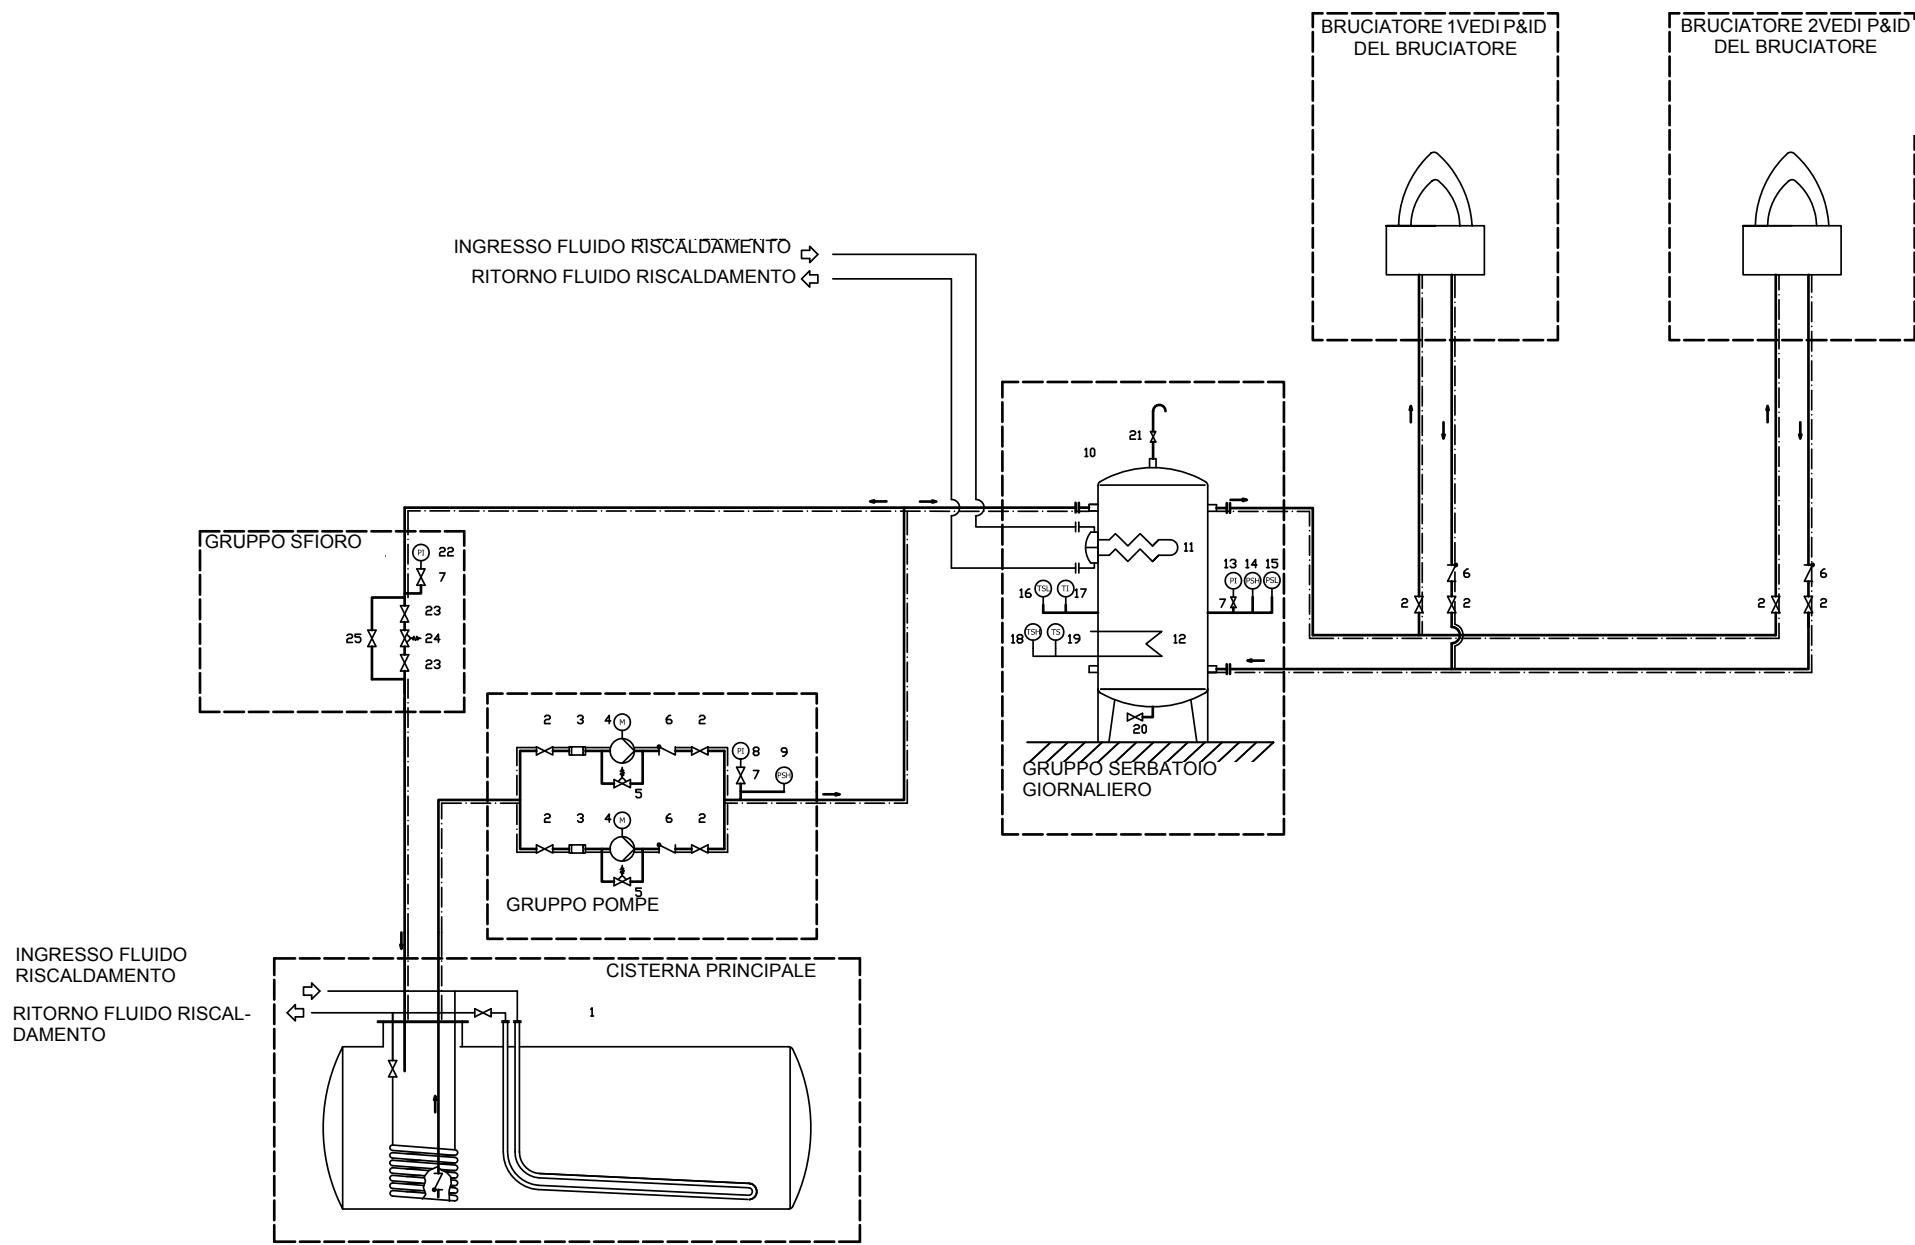 BRUCIATORE 1VEDI P&ID
DEL BRUCIATORE
BRUCIATORE 2VEDI P&ID
DEL BRUCIATORE
INGRESSO FLUIDO RISCALDAMENTO
RITORNO FLUIDO RISCALDAMENTO
21
10
11
13 14 15
PI PSH PSL
7
16 TSL TI 17
18 TSH TS 19
12
20
GRUPPO SERBATOIO
GIORNALIERO
6
2 2
6
2 2
GRUPPO SFIORO
PI 22
7
23
25 24
23
2 3 4 M 6 2
5
PI 8 9
7 PSH
2 3 4 M 6 2
5
GRUPPO POMPE
INGRESSO FLUIDO
RISCALDAMENTO
RITORNO FLUIDO RISCAL-
DAMENTO
CISTERNA PRINCIPALE
1